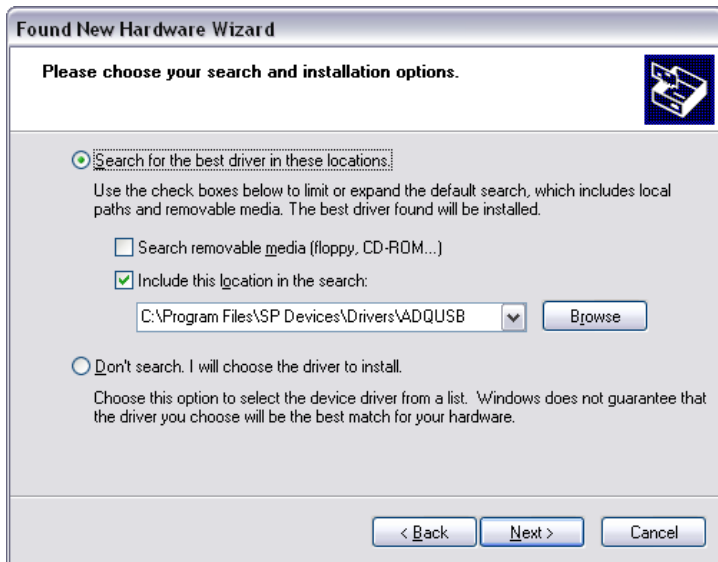 Found New Hardware Wizard
Please choose your search and installation options.
Search for the best driver in these locations.
Use the check boxes below to limit or expand the default search, which includes local
paths and removable media. The best driver found will be installed.
Search removable media (floppy, CD-ROM...)
Include this location in the search:
C:\Program Files\SP Devices\Drivers\ADQUSB
Browse
Don't search. I will choose the driver to install.
Choose this option to select the device driver from a list. Windows does not guarantee that
the driver you choose will be the best match for your hardware.
< Back Next > Cancel